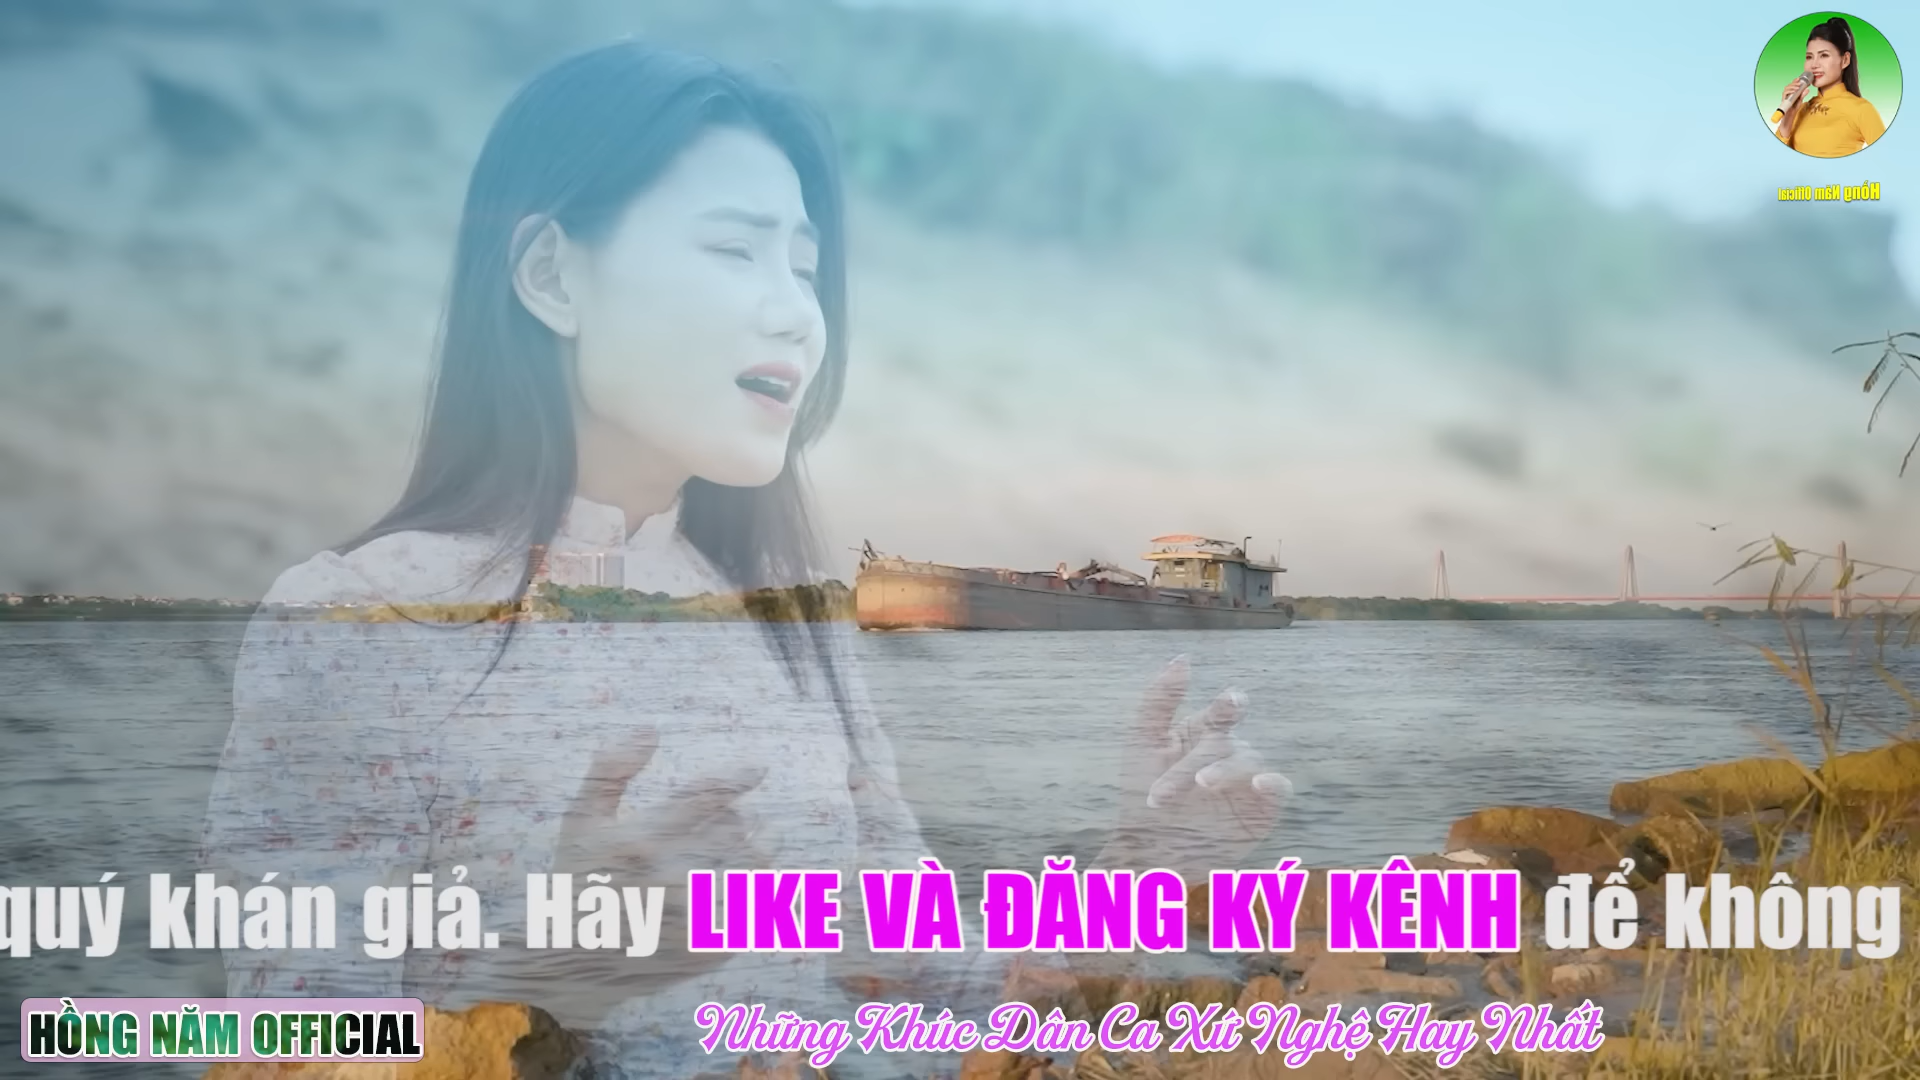 Hồng Năm Official
quý khán giả. Hãy LIKE VÀ ĐĂNG KÝ KÊNH để không
HỒNG NĂM OFFICIAL
Những Khúc Dân Ca Xứ Nghệ Hay Nhất